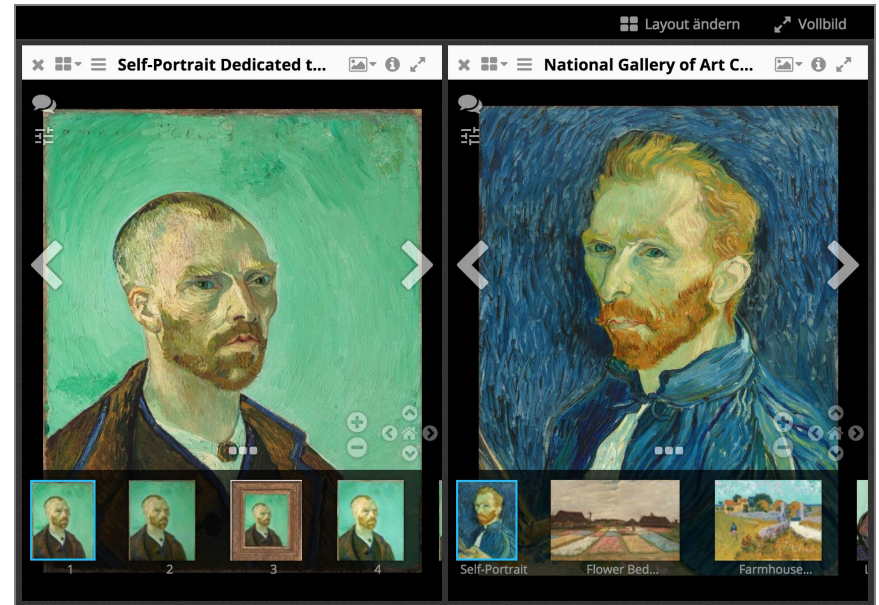 Layout ändern
Vollbild
Self-Portrait Dedicated t...
National Gallery of Art C...
1
2
3
4
Self-Portrait
Flower Bed...
Farmhouse...